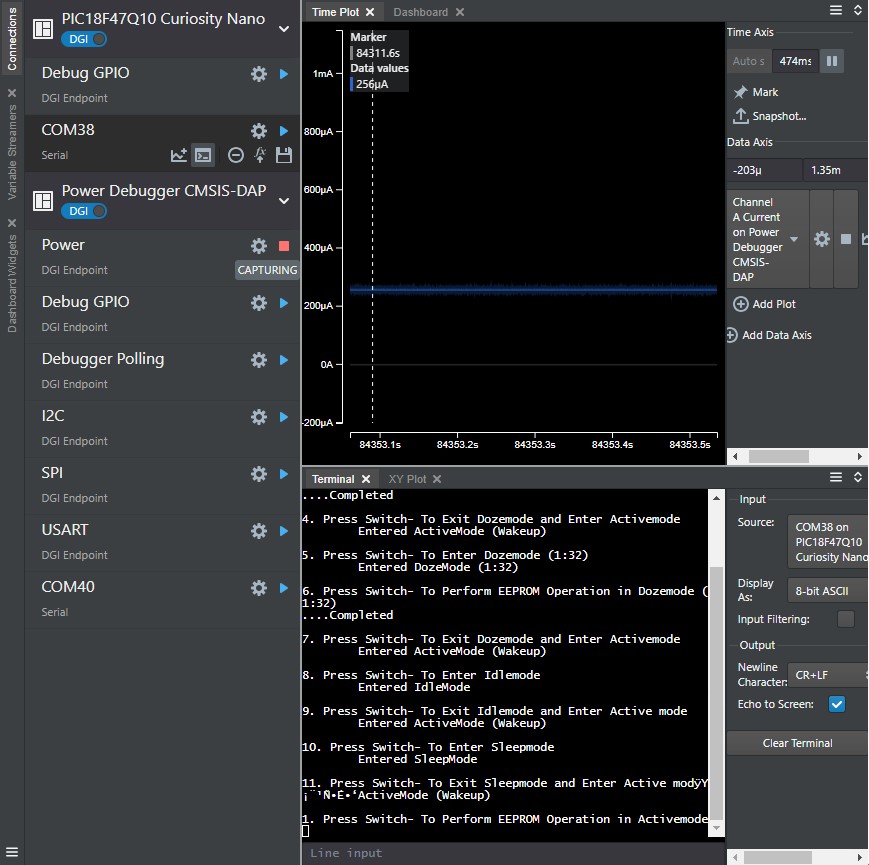 Connections
Variable Streamers
Dashboard Widgets
PIC18F47Q10 Curiosity Nano
DGI
Debug GPIO
DGI Endpoint
COM38
Serial
Power Debugger CMSIS-DAP
DGI
Power
DGI Endpoint
CAPTURING
Debug GPIO
DGI Endpoint
Debugger Polling
DGI Endpoint
I2C
DGI Endpoint
SPI
DGI Endpoint
USART
DGI Endpoint
COM40
Serial
Time Plot
Dashboard
Marker
84311.6s
Data values
256µA
1mA
800µA
600µA
400µA
200µA
0A
-200µA
84353.1s 84353.2s 84353.3s 84353.4s 84353.5s
Time Axis
Auto s 474ms
Mark
Snapshot...
Data Axis
-203µ 1.35m
Channel
A Current
on Power
Debugger
CMSIS-
DAP
Add Plot
Add Data Axis
Terminal
XY Plot
....Completed
4. Press Switch- To Exit Dozemode and Enter Activemode
Entered ActiveMode (Wakeup)
5. Press Switch- To Enter Dozemode (1:32)
Entered DozeMode (1:32)
6. Press Switch- To Perform EEPROM Operation in Dozemode (
1:32)
....Completed
7. Press Switch- To Exit Dozemode and Enter Activemode
Entered ActiveMode (Wakeup)
8. Press Switch- To Enter Idlemode
Entered IdleMode
9. Press Switch- To Exit Idlemode and Enter Active mode
Entered ActiveMode (Wakeup)
10. Press Switch- To Enter Sleepmode
Entered SleepMode
11. Press Switch- To Exit Sleepmode and Enter Active modÿY
ActiveMode (Wakeup)
1. Press Switch- To Perform EEPROM Operation in Activemode
Line input
Input
Source:
COM38 on
PIC18F47Q10
Curiosity Nano
Display
As:
8-bit ASCII
Input Filtering:
Output
Newline
Character:
CR+LF
Echo to Screen:
Clear Terminal